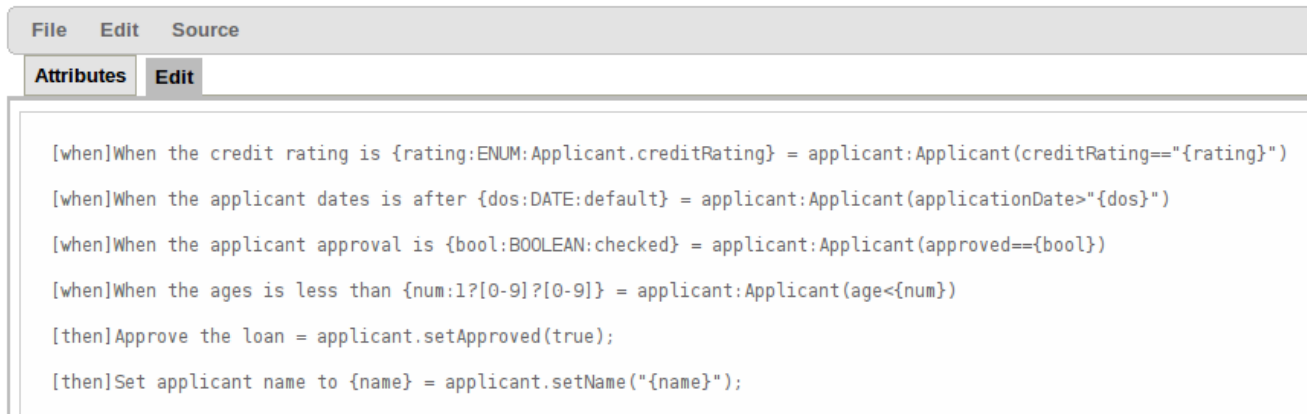 File Edit Source
Attributes Edit
[when]When the credit rating is {rating:ENUM:Applicant.creditRating} = applicant:Applicant(creditRating=="{rating}")
[when]When the applicant dates is after {dos:DATE:default} = applicant:Applicant(applicationDate>"{dos}")
[when]When the applicant approval is {bool:BOOLEAN:checked} = applicant:Applicant(approved=={bool})
[when]When the ages is less than {num:1?[0-9]?[0-9]} = applicant:Applicant(age<{num})
[then]Approve the loan = applicant.setApproved(true);
[then]Set applicant name to {name} = applicant.setName("{name}");